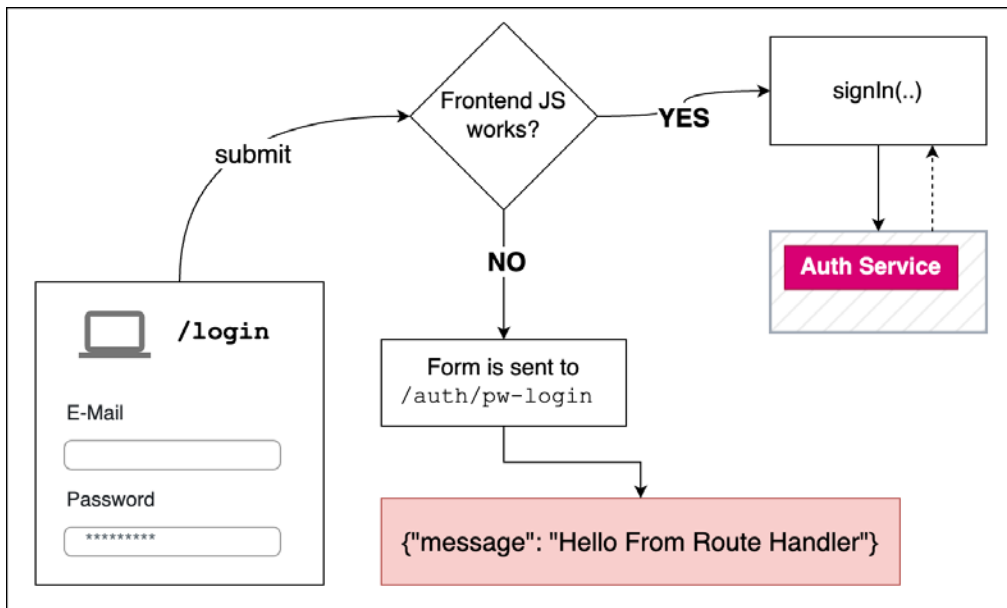 Frontend JS
works?
YES
signIn(..)
submit
NO
Auth Service
/login
Form is sent to
/auth/pw-login
E-Mail
Password
*********
{"message": "Hello From Route Handler"}